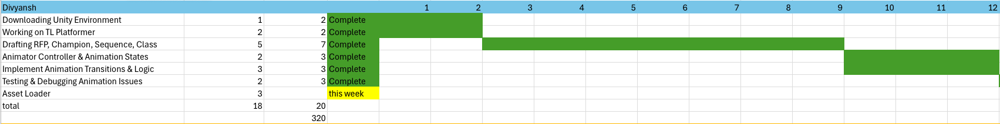 Divyansh 1 2 3 4 5 6 7 8 9 10 11 12
Downloading Unity Environment 1 2 Complete
Working on TL Platformer 2 2 Complete
Drafting RFP, Champion, Sequence, Class 5 7 Complete
Animator Controller & Animation States 2 3 Complete
Implement Animation Transitions & Logic 3 3 Complete
Testing & Debugging Animation Issues 2 3 Complete
Asset Loader 3 this week
total 18 20
320